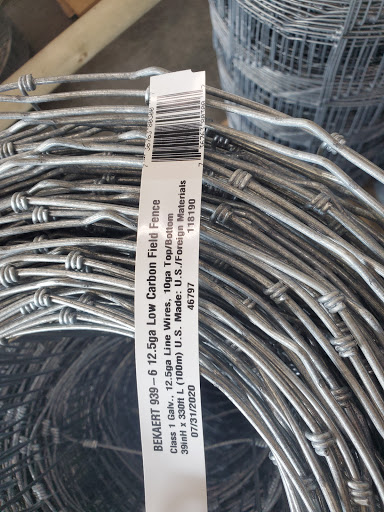 BEKAERT 939 – 6 12.5ga Low Carbon Field Fence
Class 1 Galv., 12.5ga Line Wires, 10ga Top/Bottom
39inH x 330ft L (100m) U.S. Made: U.S./Foreign Materials
07/31/2020 46797 118190